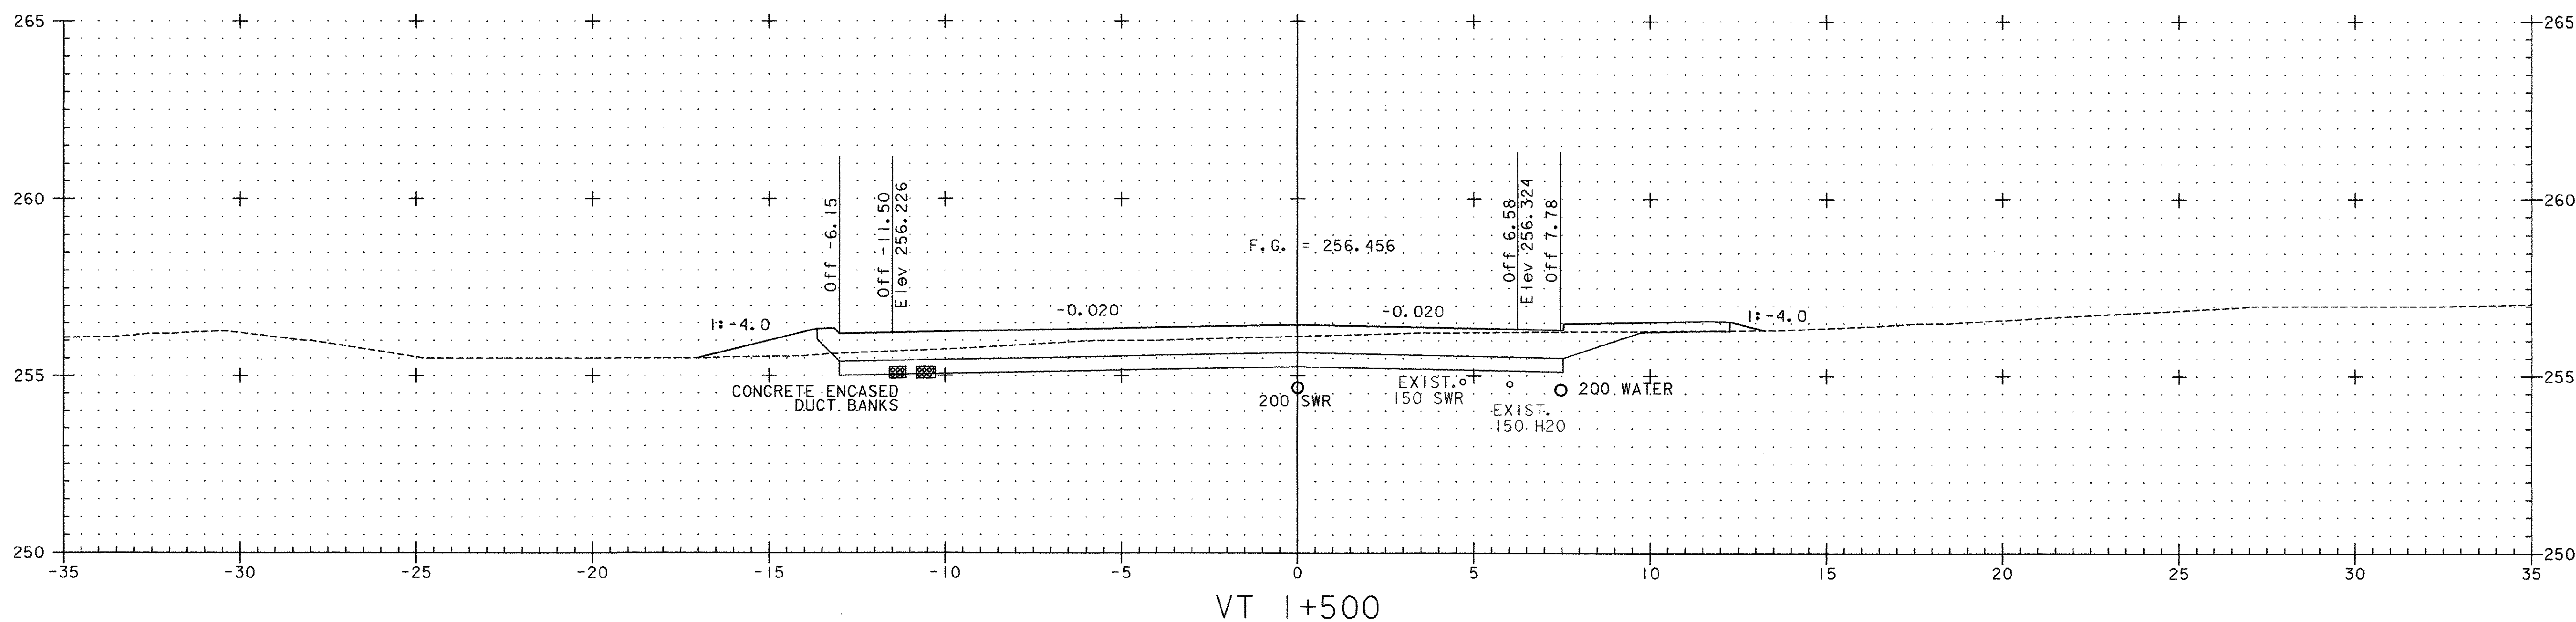 265
265
260
260
Off -6.15
Off -11.50
Elev 256.226
F.G. = 256.456
Off 6.58
Elev 256.324
Off 7.78
1:-4.0
-0.020
-0.020
1:-4.0
255
255
CONCRETE ENCASED
DUCT BANKS
200 SWR
EXIST.
150 SWR
EXIST.
150 H2O
200 WATER
250
250
-35
-30
-25
-20
-15
-10
-5
0
5
10
15
20
25
30
35
VT 1+500